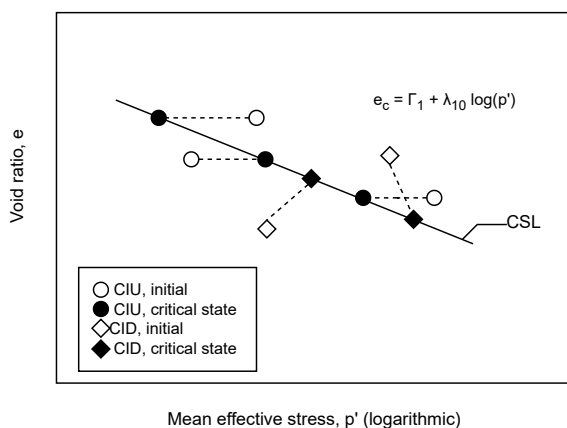 e_c = Γ_1 + λ_10 log(p')
Void ratio, e
CSL
CIU, initial
CIU, critical state
CID, initial
CID, critical state
Mean effective stress, p' (logarithmic)